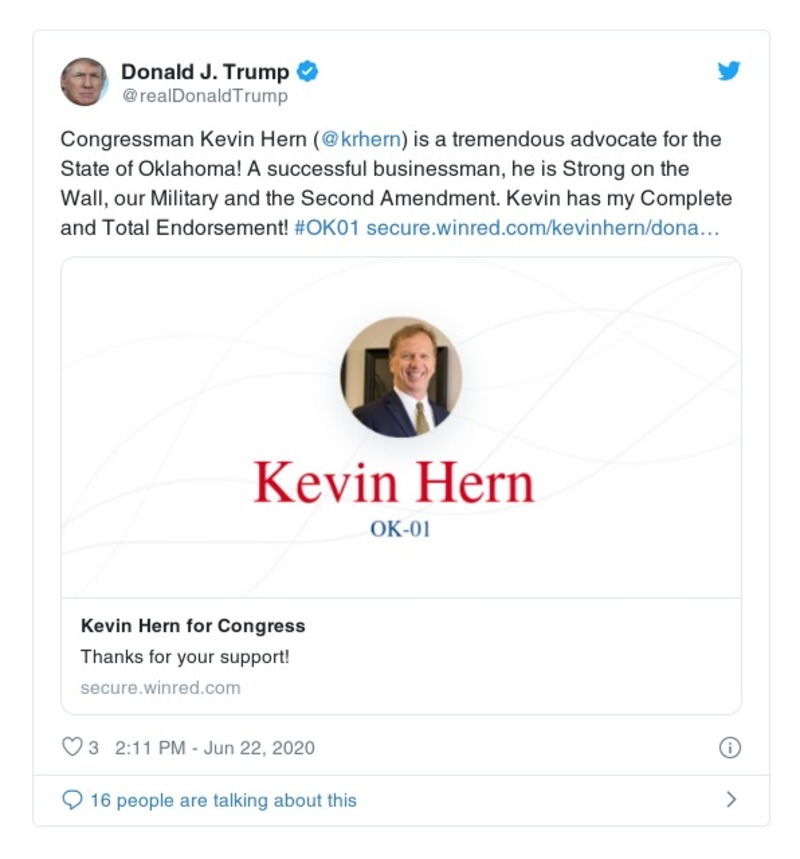 Donald J. Trump
@realDonaldTrump
Congressman Kevin Hern (@krhern) is a tremendous advocate for the
State of Oklahoma! A successful businessman, he is Strong on the
Wall, our Military and the Second Amendment. Kevin has my Complete
and Total Endorsement! #OK01 secure.winred.com/kevinhern/dona…
Kevin Hern
OK-01
Kevin Hern for Congress
Thanks for your support!
secure.winred.com
3 2:11 PM - Jun 22, 2020
16 people are talking about this